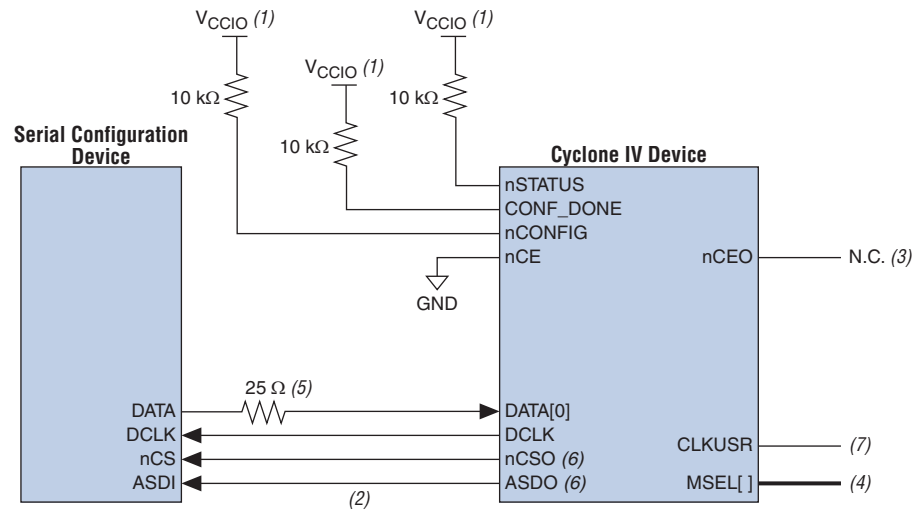 VCCIO (1)
VCCIO (1)
VCCIO (1)
10 kΩ
10 kΩ
10 kΩ
Serial Configuration
Device
Cyclone IV Device
nSTATUS
CONF_DONE
nCONFIG
nCE
nCEO
N.C. (3)
GND
25 Ω (5)
DATA
DATA[0]
DCLK
DCLK
CLKUSR
(7)
nCS
nCSO (6)
ASDI
ASDO (6)
MSEL[ ]
(4)
(2)